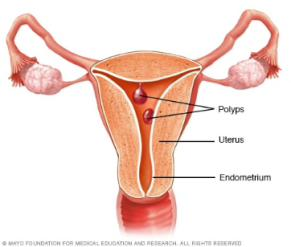 Polyps
Uterus
Endometrium
© MAYO FOUNDATION FOR MEDICAL EDUCATION AND RESEARCH. ALL RIGHTS RESERVED